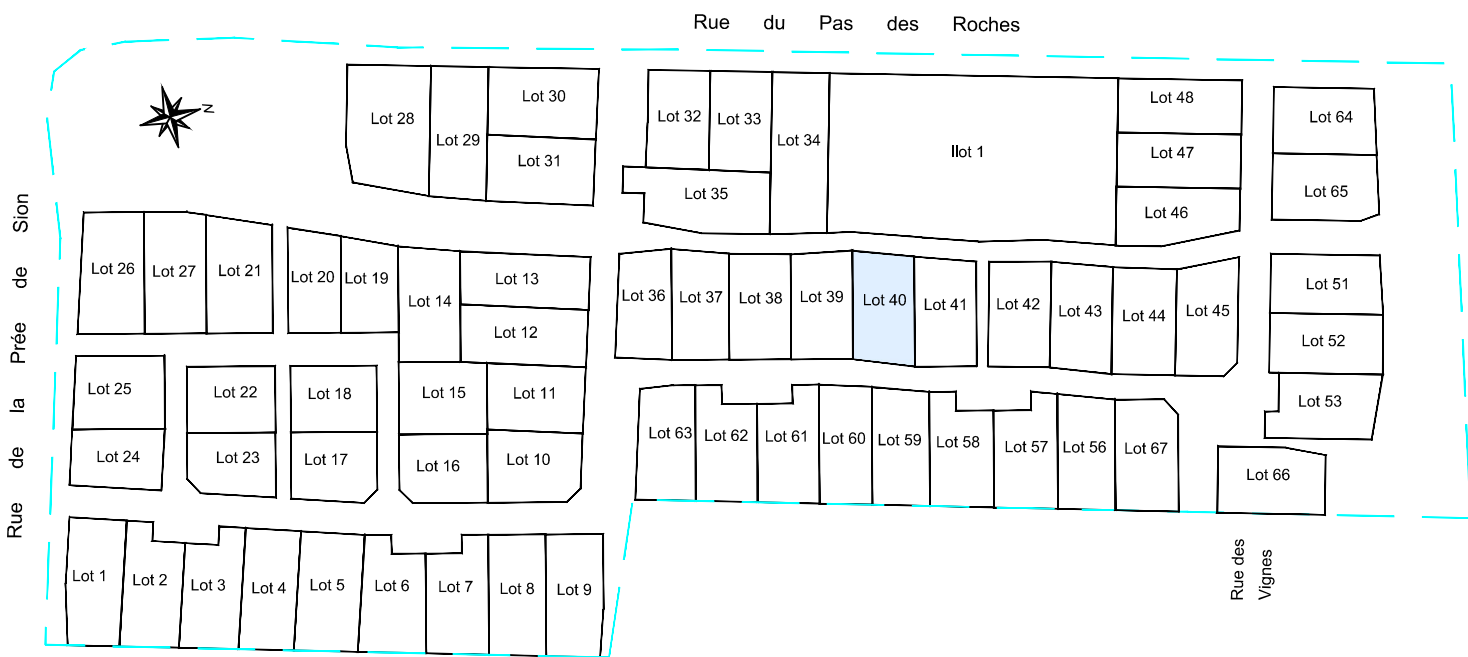 Rue du Pas des Roches
N
Lot 28
Lot 29
Lot 30
Lot 31
Lot 32
Lot 33
Lot 34
Lot 35
Ilot 1
Lot 48
Lot 47
Lot 46
Lot 64
Lot 65
Rue de la Prée de Sion
Lot 26
Lot 27
Lot 21
Lot 20
Lot 19
Lot 14
Lot 13
Lot 12
Lot 36
Lot 37
Lot 38
Lot 39
Lot 40
Lot 41
Lot 42
Lot 43
Lot 44
Lot 45
Lot 51
Lot 52
Lot 53
Lot 25
Lot 24
Lot 22
Lot 23
Lot 18
Lot 17
Lot 15
Lot 16
Lot 11
Lot 10
Lot 63
Lot 62
Lot 61
Lot 60
Lot 59
Lot 58
Lot 57
Lot 56
Lot 67
Lot 66
Lot 1
Lot 2
Lot 3
Lot 4
Lot 5
Lot 6
Lot 7
Lot 8
Lot 9
Rue des
Vignes